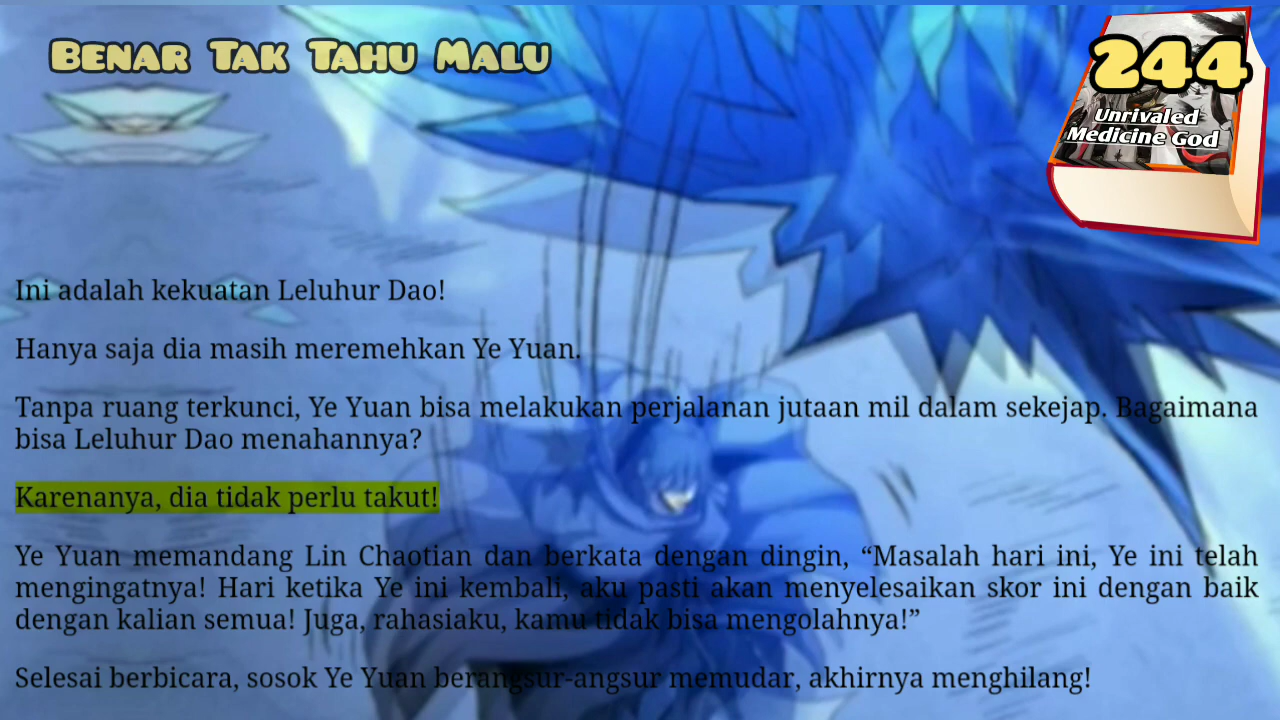 Benar Tak Tahu Malu
244
Unrivaled
Medicine God
Ini adalah kekuatan Leluhur Dao!
Hanya saja dia masih meremehkan Ye Yuan.
Tanpa ruang terkunci, Ye Yuan bisa melakukan perjalanan jutaan mil dalam sekejap. Bagaimana
bisa Leluhur Dao menahannya?
Karenanya, dia tidak perlu takut!
Ye Yuan memandang Lin Chaotian dan berkata dengan dingin, “Masalah hari ini, Ye ini telah
mengingatnya! Hari ketika Ye ini kembali, aku pasti akan menyelesaikan skor ini dengan baik
dengan kalian semua! Juga, rahasiaku, kamu tidak bisa mengolahnya!”
Selesai berbicara, sosok Ye Yuan berangsur-angsur memudar, akhirnya menghilang!